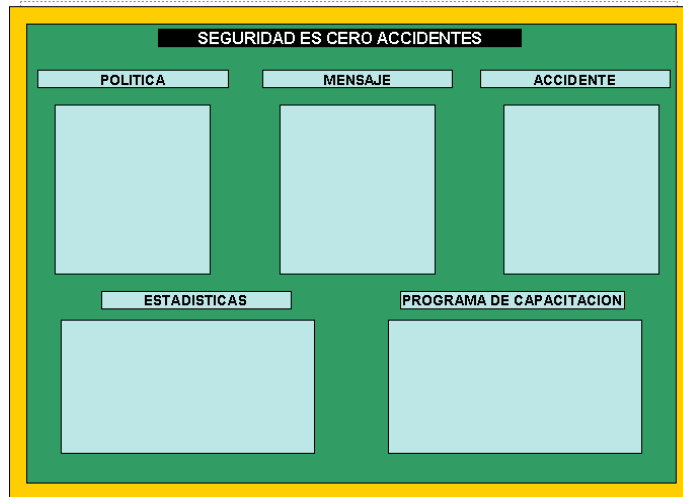 SEGURIDAD ES CERO ACCIDENTES
POLITICA
MENSAJE
ACCIDENTE
ESTADISTICAS
PROGRAMA DE CAPACITACION